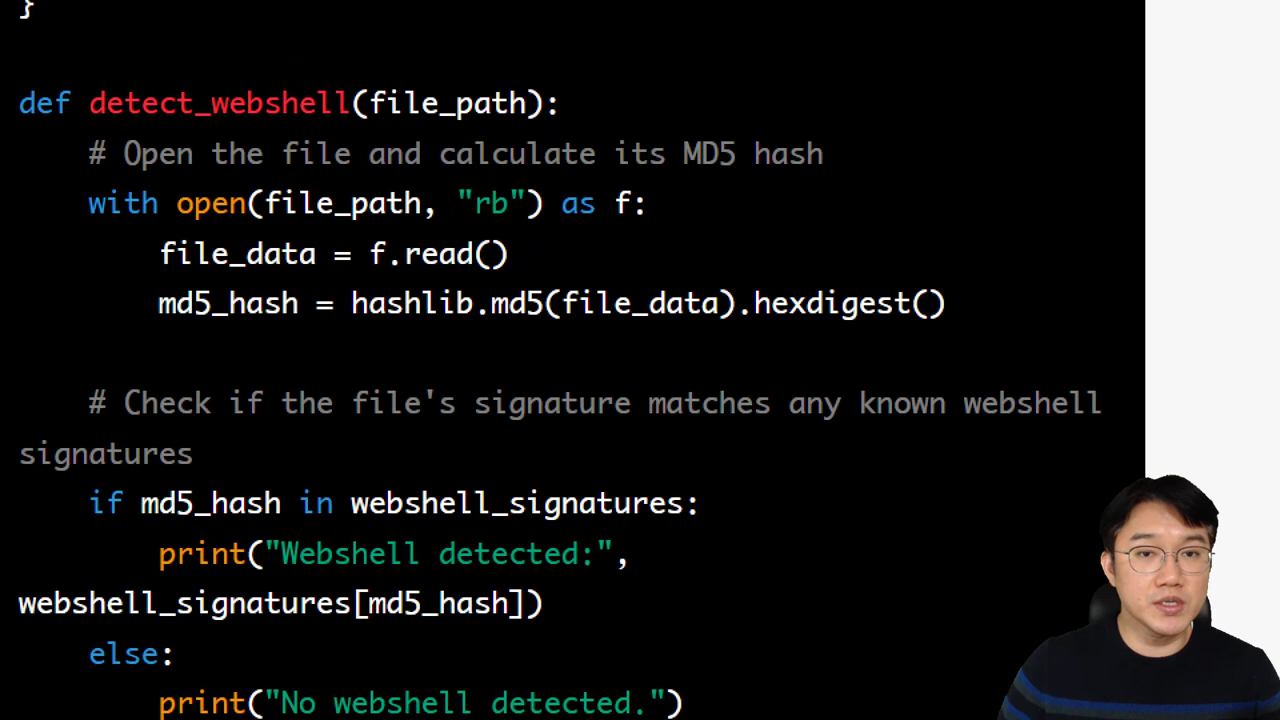 }
def detect_webshell(file_path):
# Open the file and calculate its MD5 hash
with open(file_path, "rb") as f:
file_data = f.read()
md5_hash = hashlib.md5(file_data).hexdigest()
# Check if the file's signature matches any known webshell
signatures
if md5_hash in webshell_signatures:
print("Webshell detected:",
webshell_signatures[md5_hash])
else:
print("No webshell detected.")